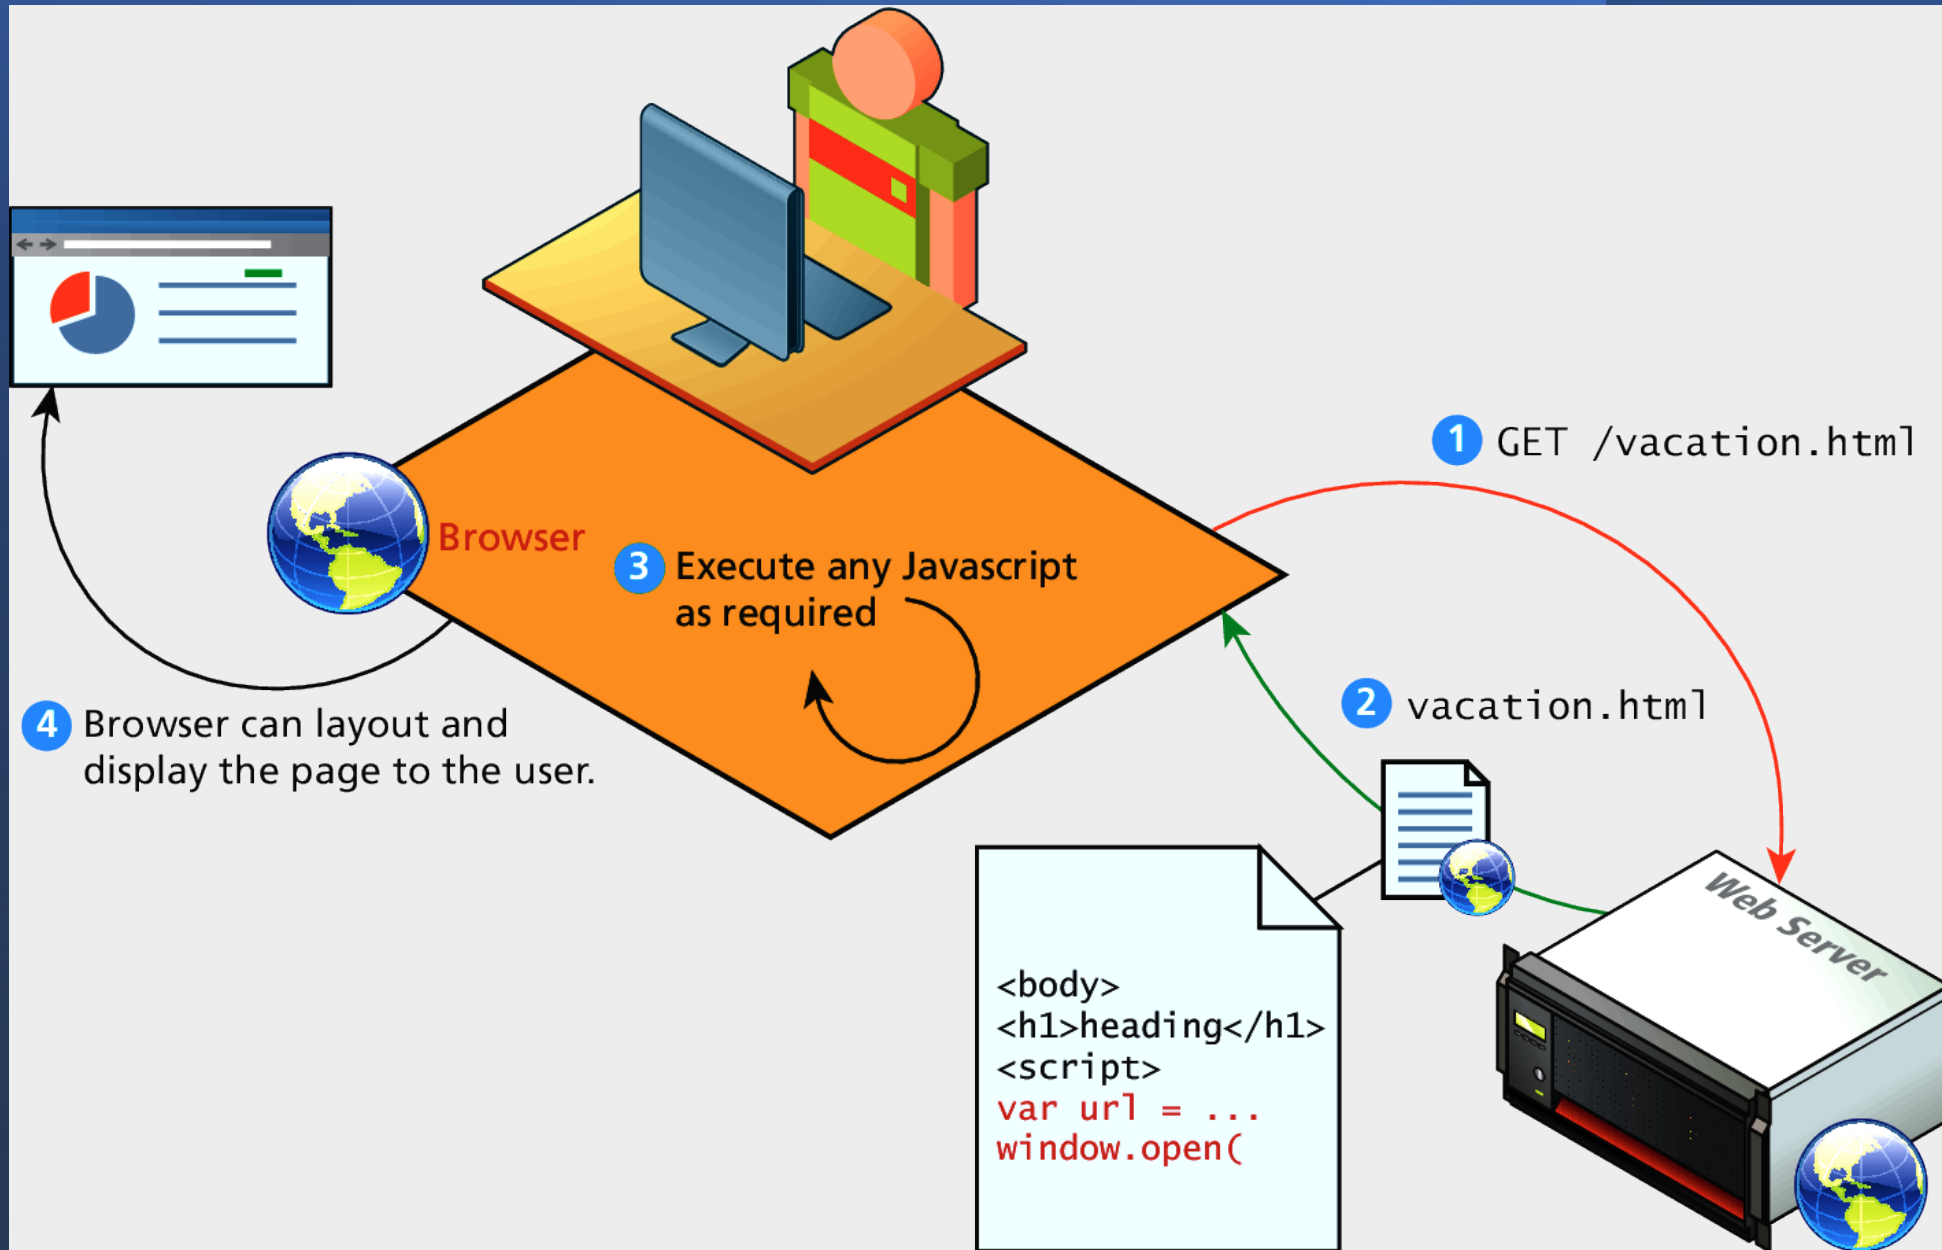 1 GET /vacation.html
Browser
3 Execute any Javascript
as required
2 vacation.html
4 Browser can layout and
display the page to the user.
Web Server
<body>
<h1>heading</h1>
<script>
var url = ...
window.open(